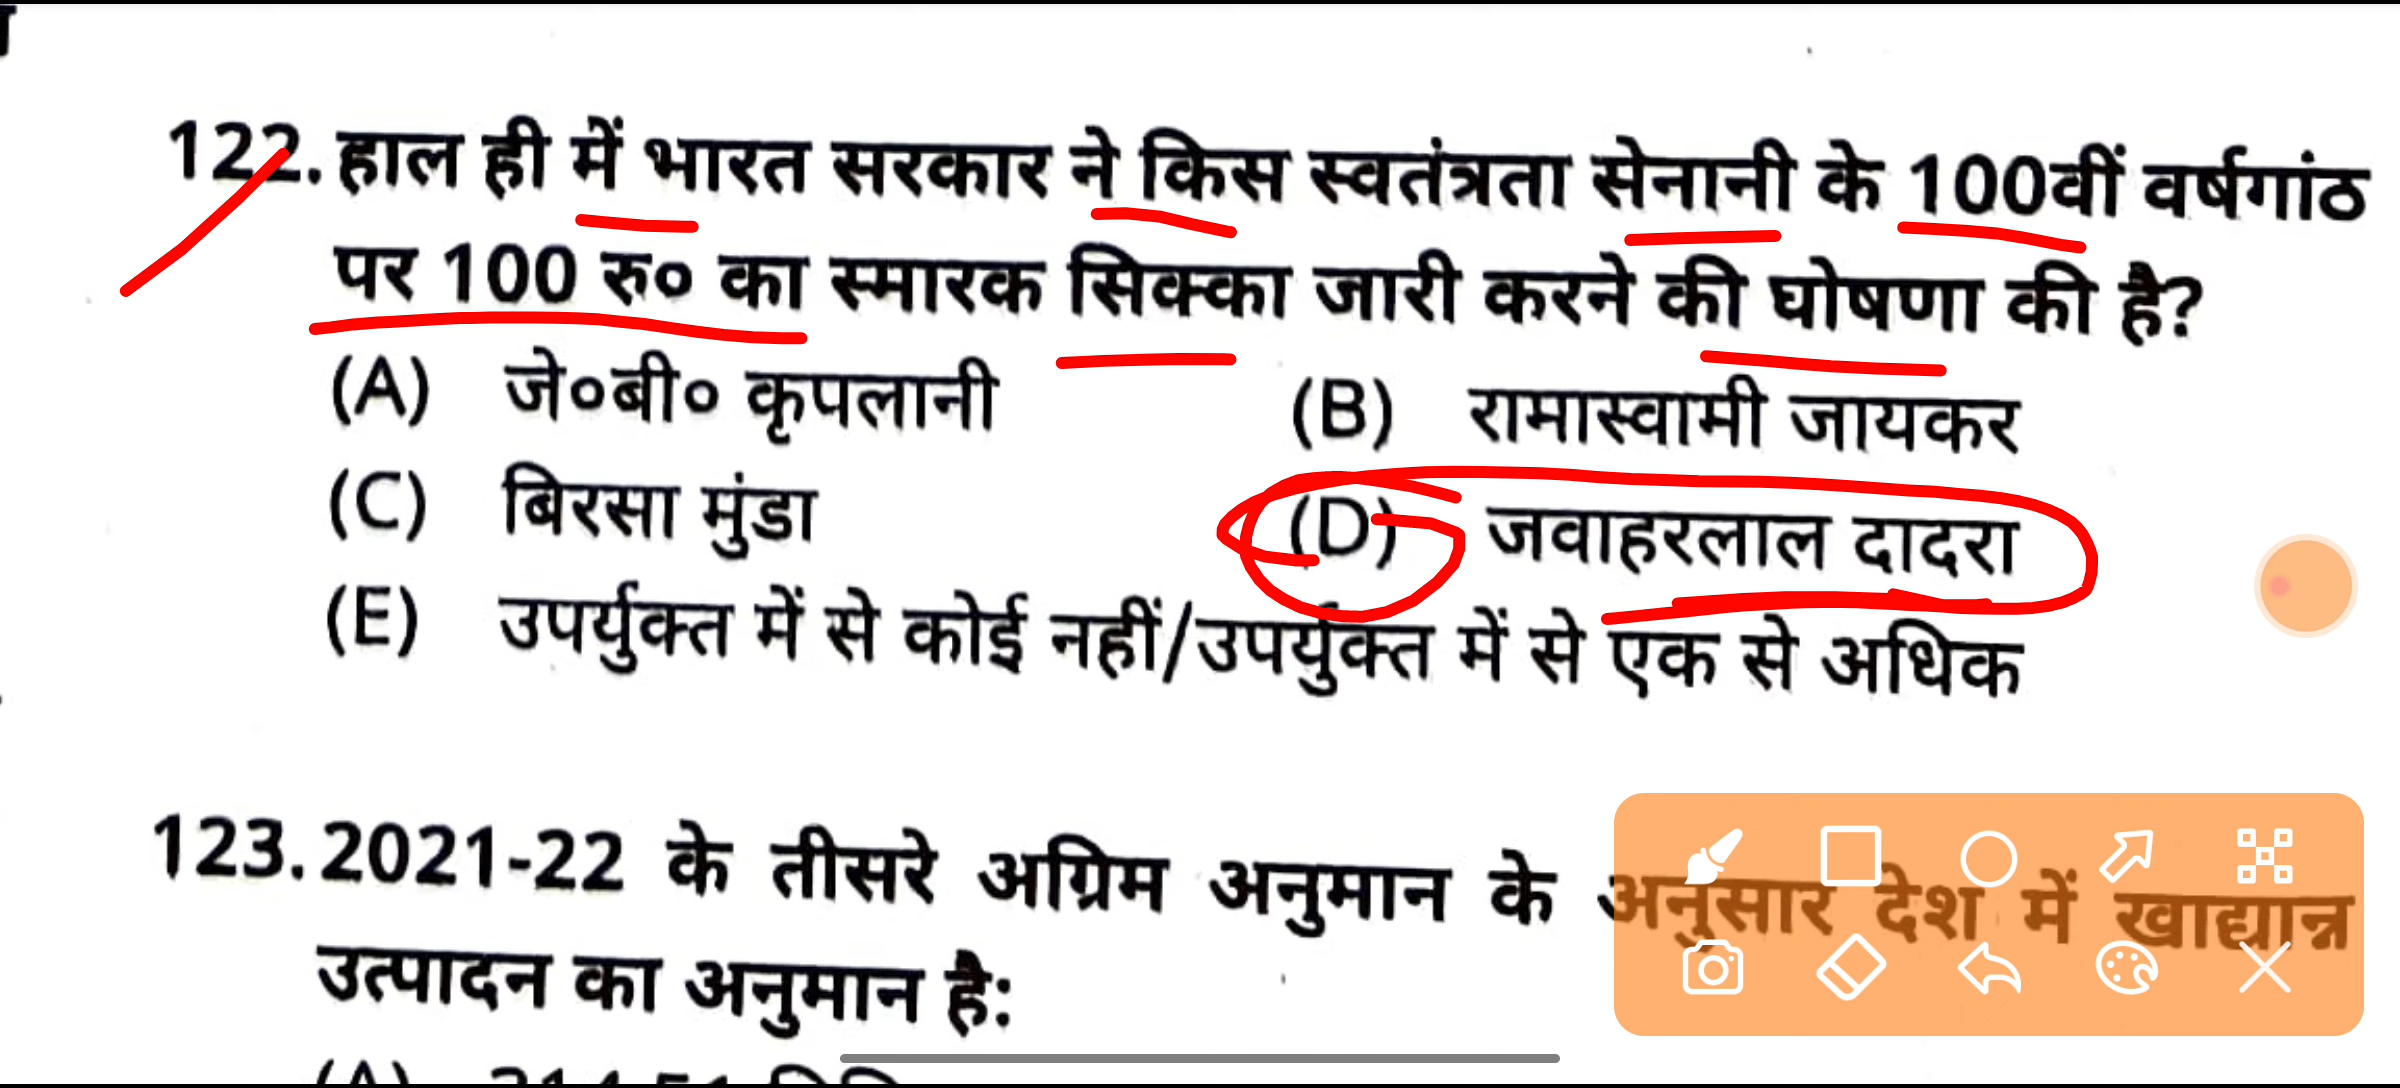 122. हाल ही में भारत सरकार ने किस स्वतंत्रता सेनानी के 100वीं वर्षगांठ
पर 100 रु० का स्मारक सिक्का जारी करने की घोषणा की है?
(A) जे०बी० कृपलानी (B) रामास्वामी जायकर
(C) बिरसा मुंडा (D) जवाहरलाल दादरा
(E) उपर्युक्त में से कोई नहीं/उपर्युक्त में से एक से अधिक
123. 2021-22 के तीसरे अग्रिम अनुमान के अनुसार देश में खाद्यान्न
उत्पादन का अनुमान है: